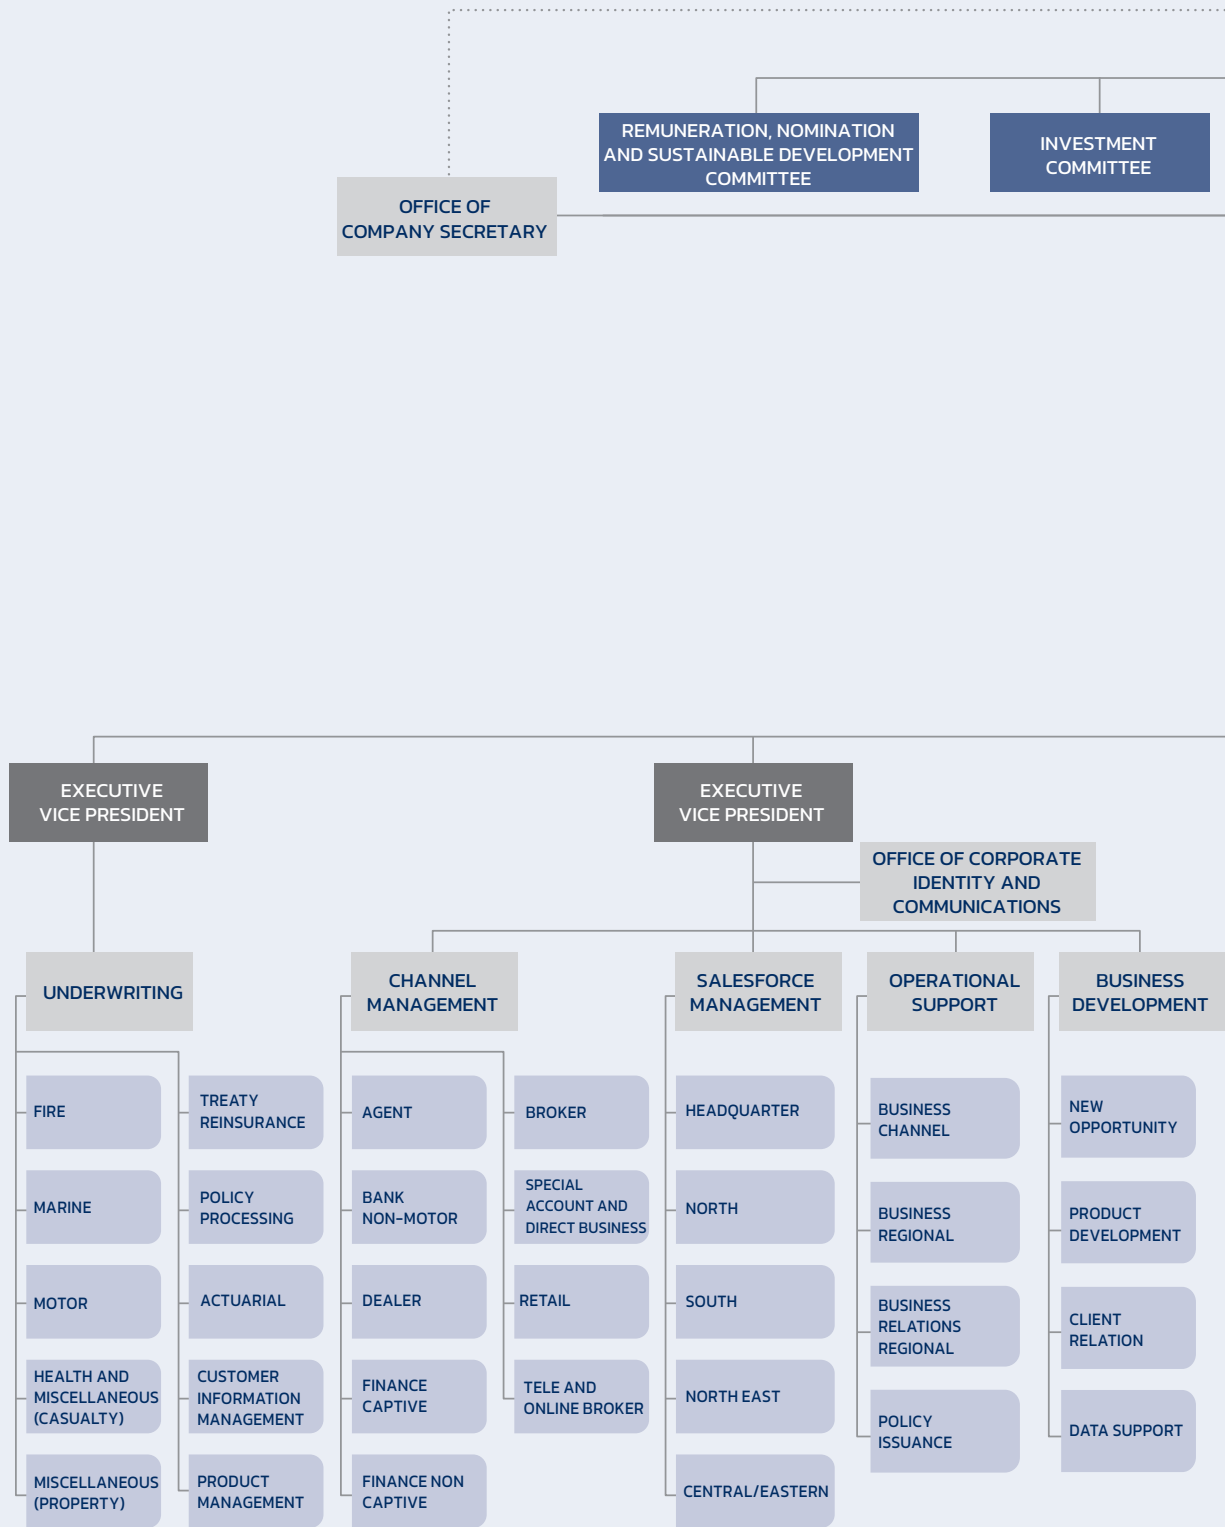 REMUNERATION, NOMINATION
AND SUSTAINABLE DEVELOPMENT
COMMITTEE
INVESTMENT
COMMITTEE
OFFICE OF
COMPANY SECRETARY
EXECUTIVE
VICE PRESIDENT
EXECUTIVE
VICE PRESIDENT
OFFICE OF CORPORATE
IDENTITY AND
COMMUNICATIONS
UNDERWRITING
CHANNEL
MANAGEMENT
SALESFORCE
MANAGEMENT
OPERATIONAL
SUPPORT
BUSINESS
DEVELOPMENT
FIRE
MARINE
MOTOR
HEALTH AND
MISCELLANEOUS
(CASUALTY)
MISCELLANEOUS
(PROPERTY)
TREATY
REINSURANCE
POLICY
PROCESSING
ACTUARIAL
CUSTOMER
INFORMATION
MANAGEMENT
PRODUCT
MANAGEMENT
AGENT
BANK
NON-MOTOR
DEALER
FINANCE
CAPTIVE
FINANCE NON
CAPTIVE
BROKER
SPECIAL
ACCOUNT AND
DIRECT BUSINESS
RETAIL
TELE AND
ONLINE BROKER
HEADQUARTER
NORTH
SOUTH
NORTH EAST
CENTRAL/EASTERN
BUSINESS
CHANNEL
BUSINESS
REGIONAL
BUSINESS
RELATIONS
REGIONAL
POLICY
ISSUANCE
NEW
OPPORTUNITY
PRODUCT
DEVELOPMENT
CLIENT
RELATION
DATA SUPPORT